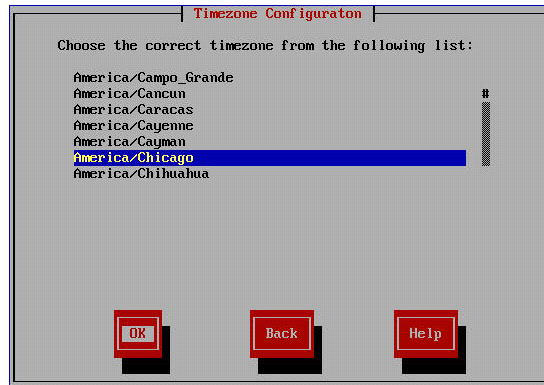 Timezone Configuraton
Choose the correct timezone from the following list:
America/Campo_Grande
America/Cancun
#
America/Caracas
America/Cayenne
America/Cayman
America/Chicago
America/Chihuahua
OK Back Help